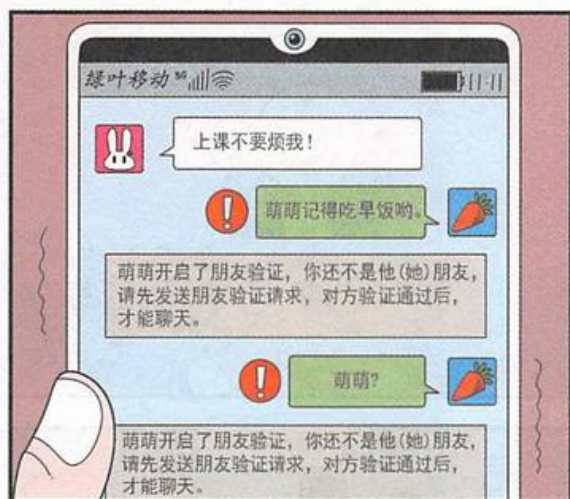 绿叶移动 5G 11:11
上课不要烦我！
萌萌记得吃早饭哟。
萌萌开启了朋友验证，你还不是他(她)朋友，
请先发送朋友验证请求，对方验证通过后，
才能聊天。
萌萌？
萌萌开启了朋友验证，你还不是他(她)朋友，
请先发送朋友验证请求，对方验证通过后，
才能聊天。